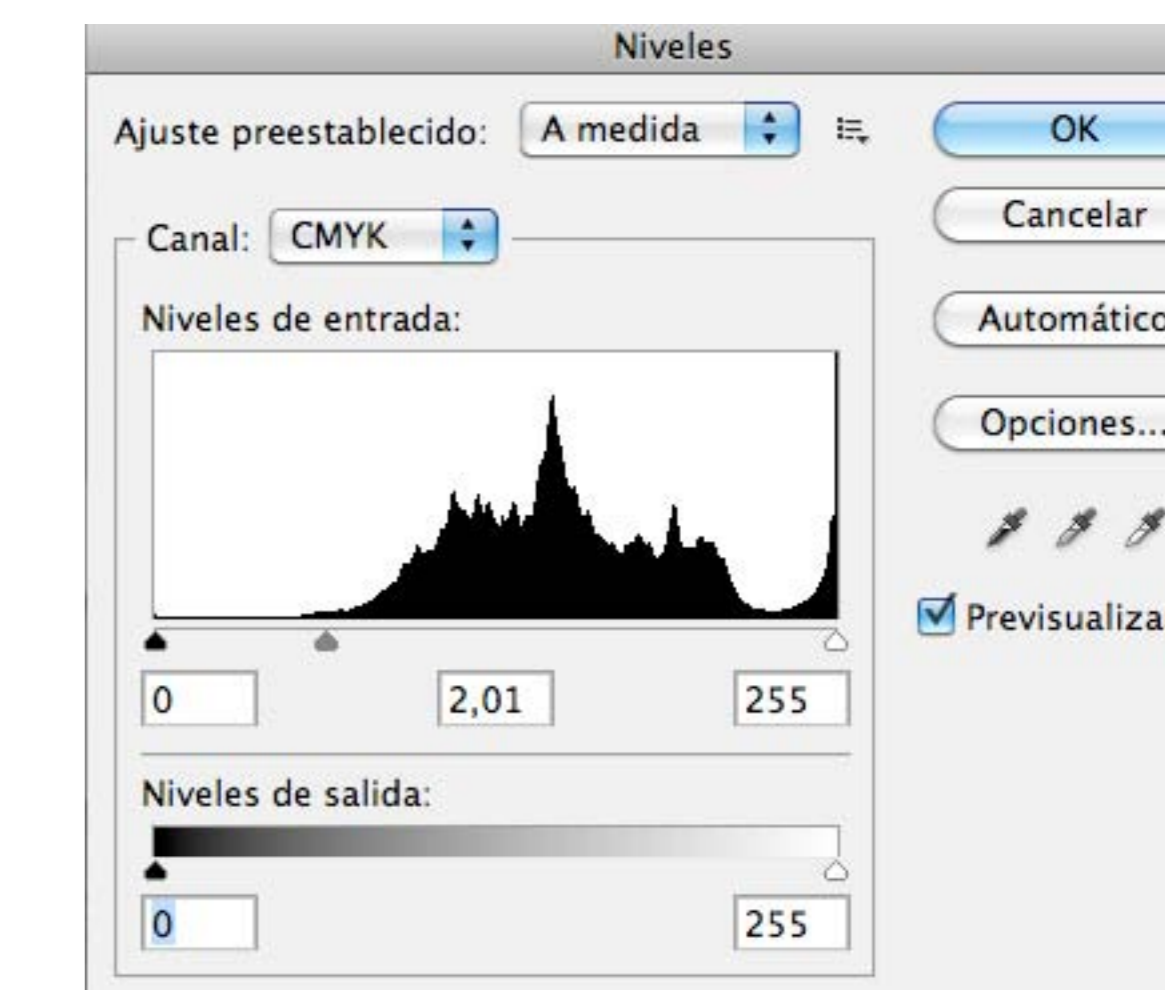 Niveles
Ajuste preestablecido: A medida
OK
Canal: CMYK
Cancelar
Niveles de entrada:
Automático
Opciones...
Previsualiza
0 2,01 255
Niveles de salida:
0 255